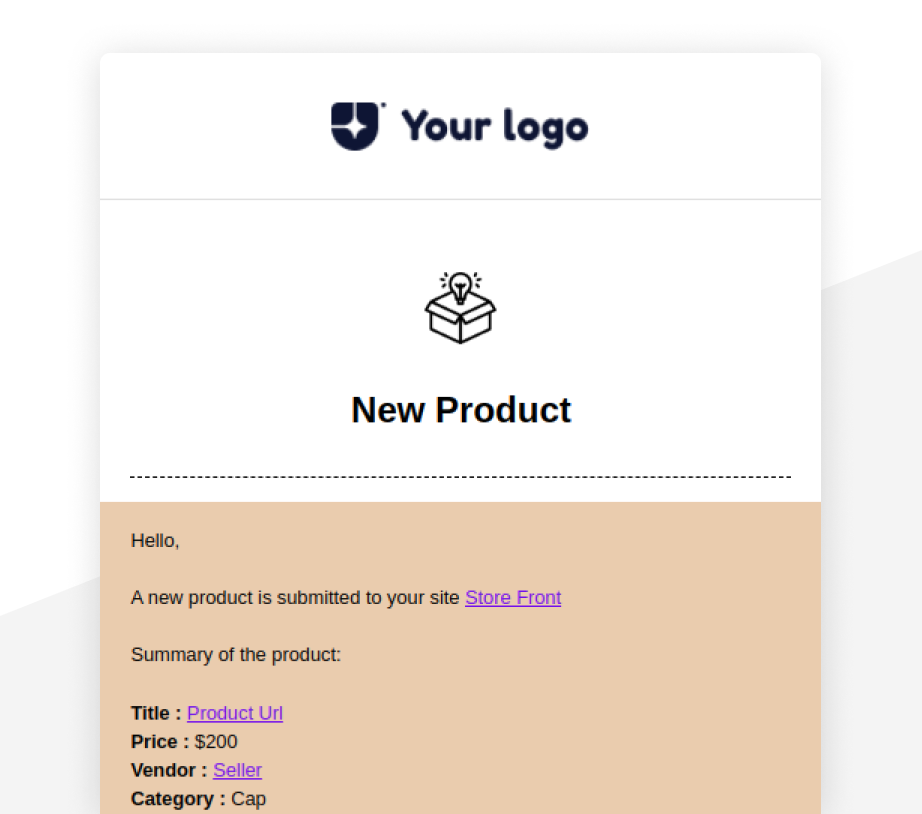 Your logo
New Product
Hello,
A new product is submitted to your site Store Front
Summary of the product:
Title : Product Url
Price : $200
Vendor : Seller
Category : Cap